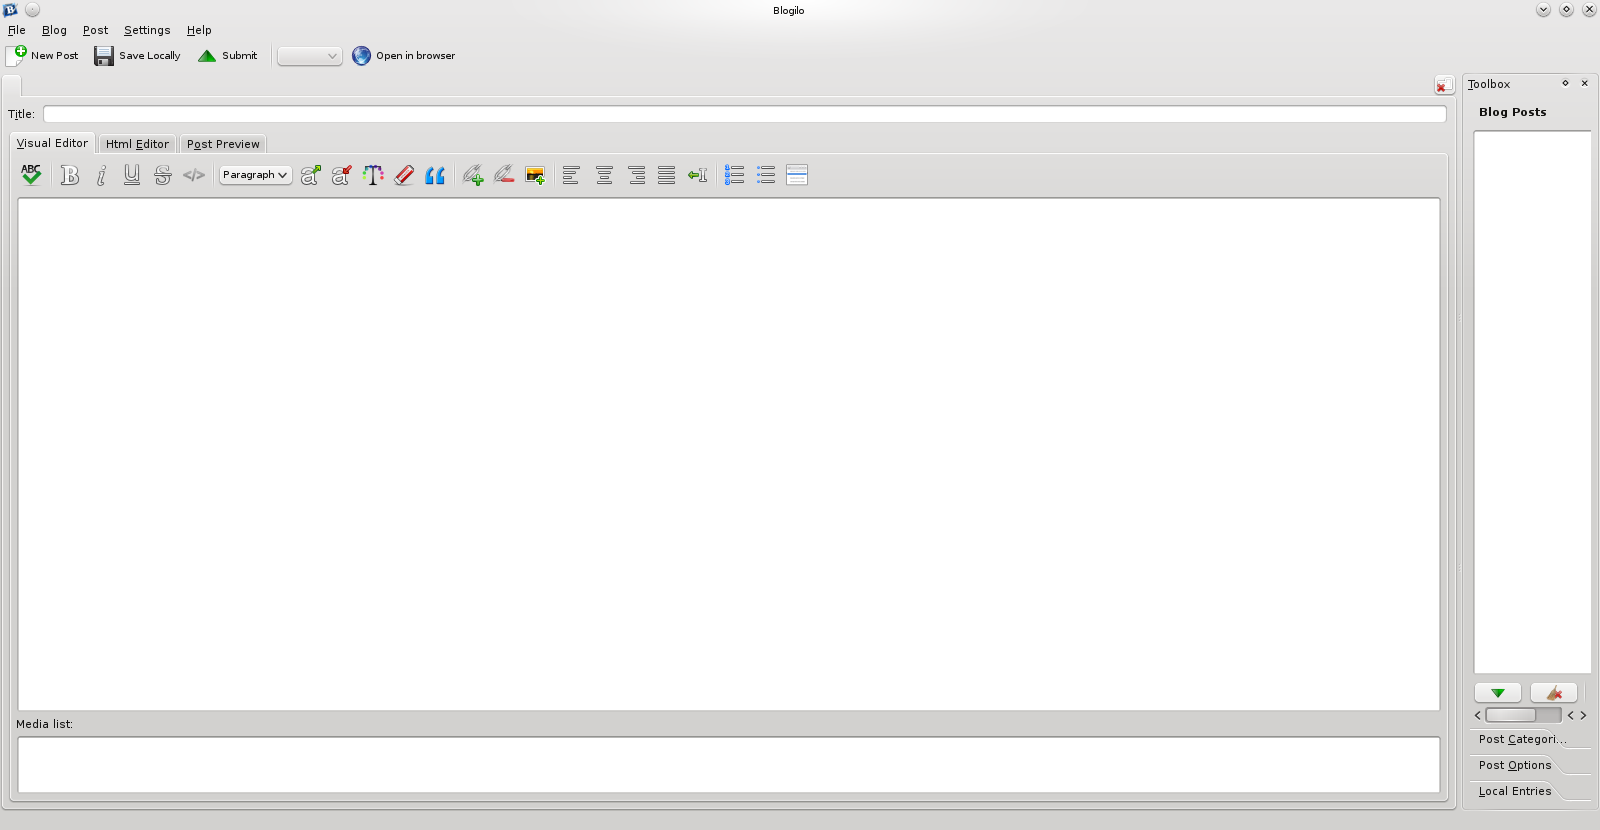 Blogilo
File Blog Post Settings Help
New Post Save Locally Submit Open in browser
Toolbox
Title:
Blog Posts
Visual Editor Html Editor Post Preview
ABC B i U S </> Paragraph a a T
Media list:
Post Categori...
Post Options
Local Entries